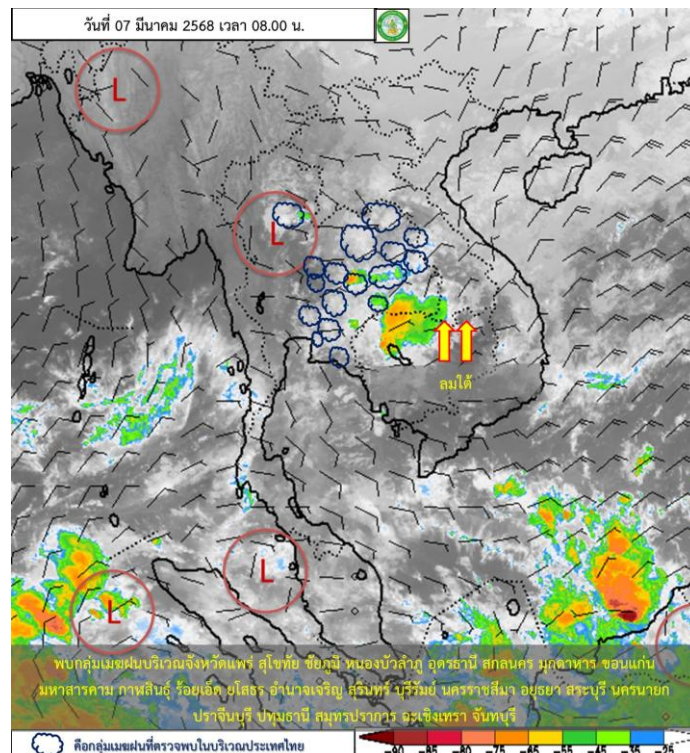 วันที่ 07 มีนาคม 2568 เวลา 08.00 น.
L
L
ลมใต้
L
L
พบกลุ่มเมฆฝนบริเวณจังหวัดแพร่ สุโขทัย ชัยภูมิ หนองบัวลำภู อุดรธานี สกลนคร มุกดาหาร ขอนแก่น
มหาสารคาม กาฬสินธุ์ ร้อยเอ็ด ยโสธร อำนาจเจริญ สุรินทร์ บุรีรัมย์ นครราชสีมา อยุธยา สระบุรี นครนายก
ปราจีนบุรี ปทุมธานี สมุทรปราการ ฉะเชิงเทรา จันทบุรี
คือกลุ่มเมฆฝนที่ตรวจพบในบริเวณประเทศไทย
-90 -85 -80 -75 -65 -55 -45 -35 -25